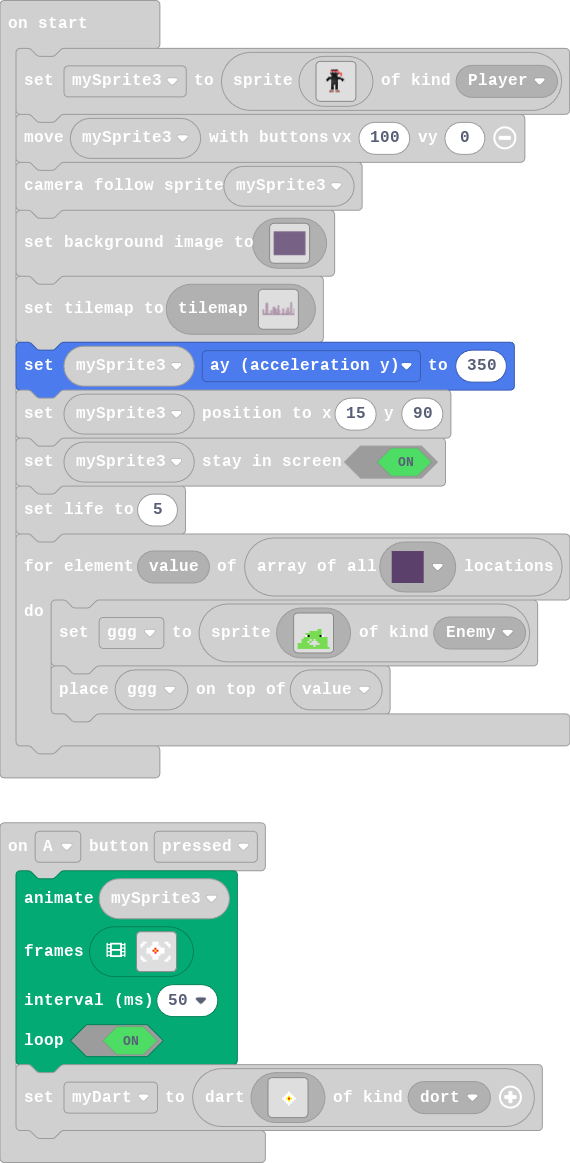 on start
set mySprite3 to sprite of kind Player
move mySprite3 with buttons vx 100 vy 0
camera follow sprite mySprite3
set background image to
set tilemap to tilemap
set mySprite3 ay (acceleration y) to 350
set mySprite3 position to x 15 y 90
set mySprite3 stay in screen ON
set life to 5
for element value of array of all locations
do
set ggg to sprite of kind Enemy
place ggg on top of value
on A button pressed
animate mySprite3
frames
interval (ms) 50
loop ON
set myDart to dart of kind dort